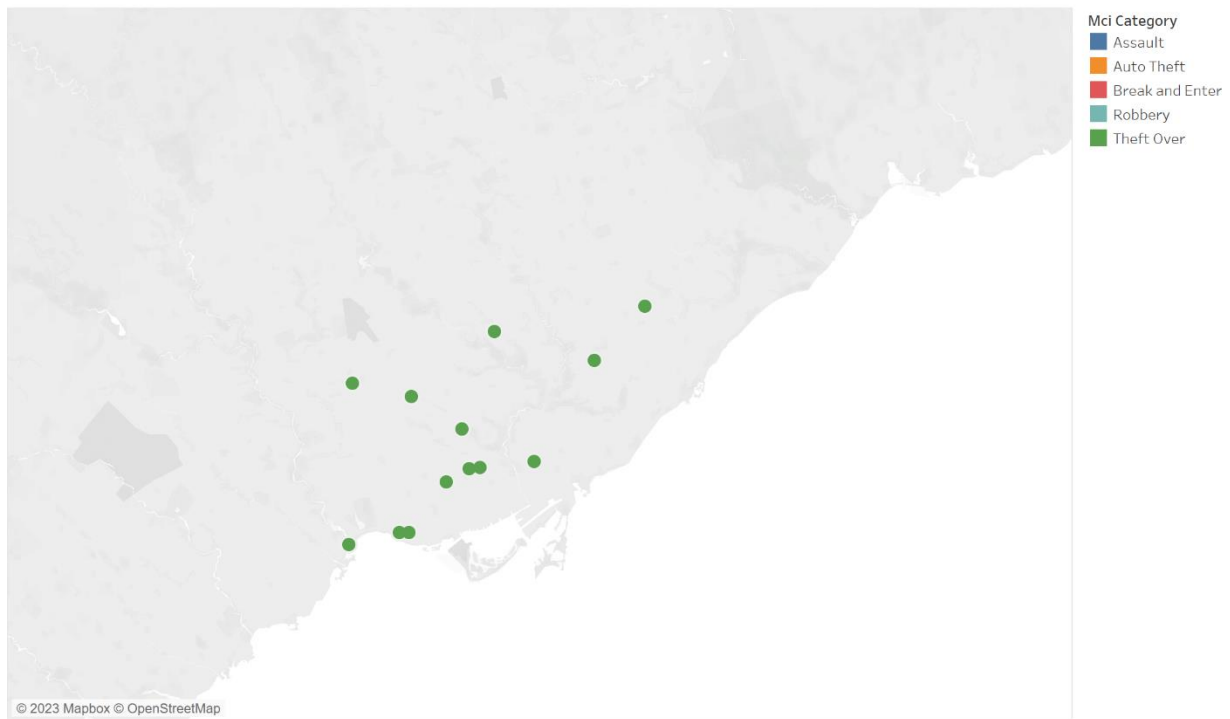 Mci Category
Assault
Auto Theft
Break and Enter
Robbery
Theft Over
© 2023 Mapbox © OpenStreetMap